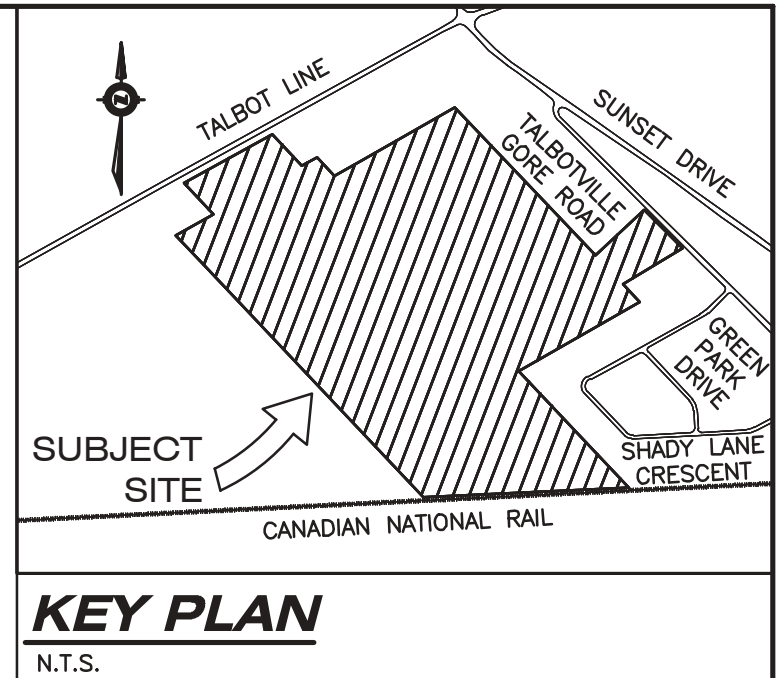 TALBOT LINE
SUNSET DRIVE
TALBOTVILLE
GORE ROAD
N
GREEN
PARK
DRIVE
SUBJECT
SITE
SHADY LANE
CRESCENT
CANADIAN NATIONAL RAIL
KEY PLAN
N.T.S.